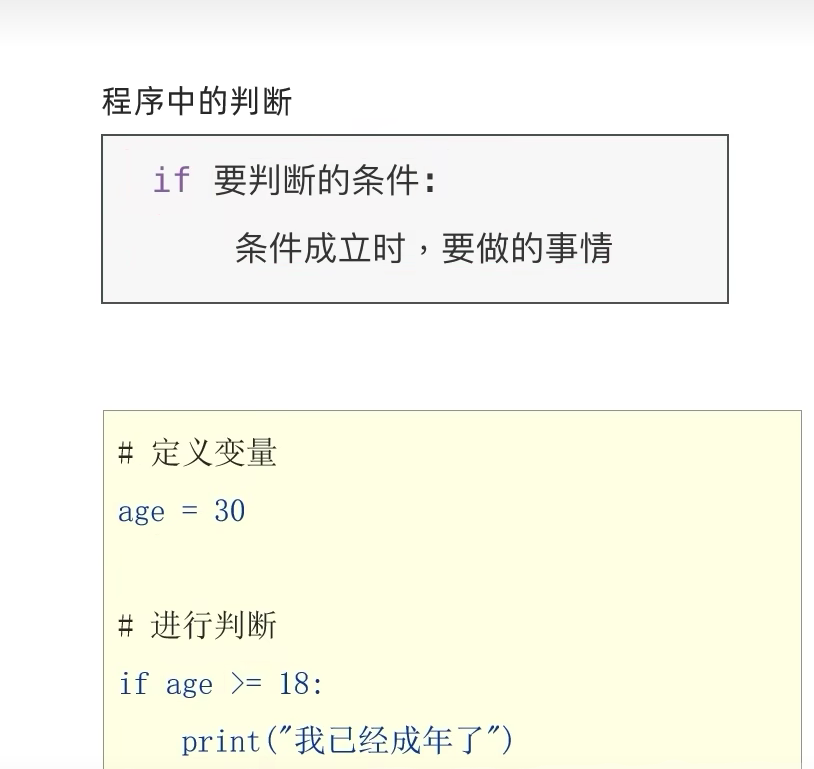 程序中的判断
if 要判断的条件:
条件成立时，要做的事情
# 定义变量
age = 30
# 进行判断
if age >= 18:
print("我已经成年了")